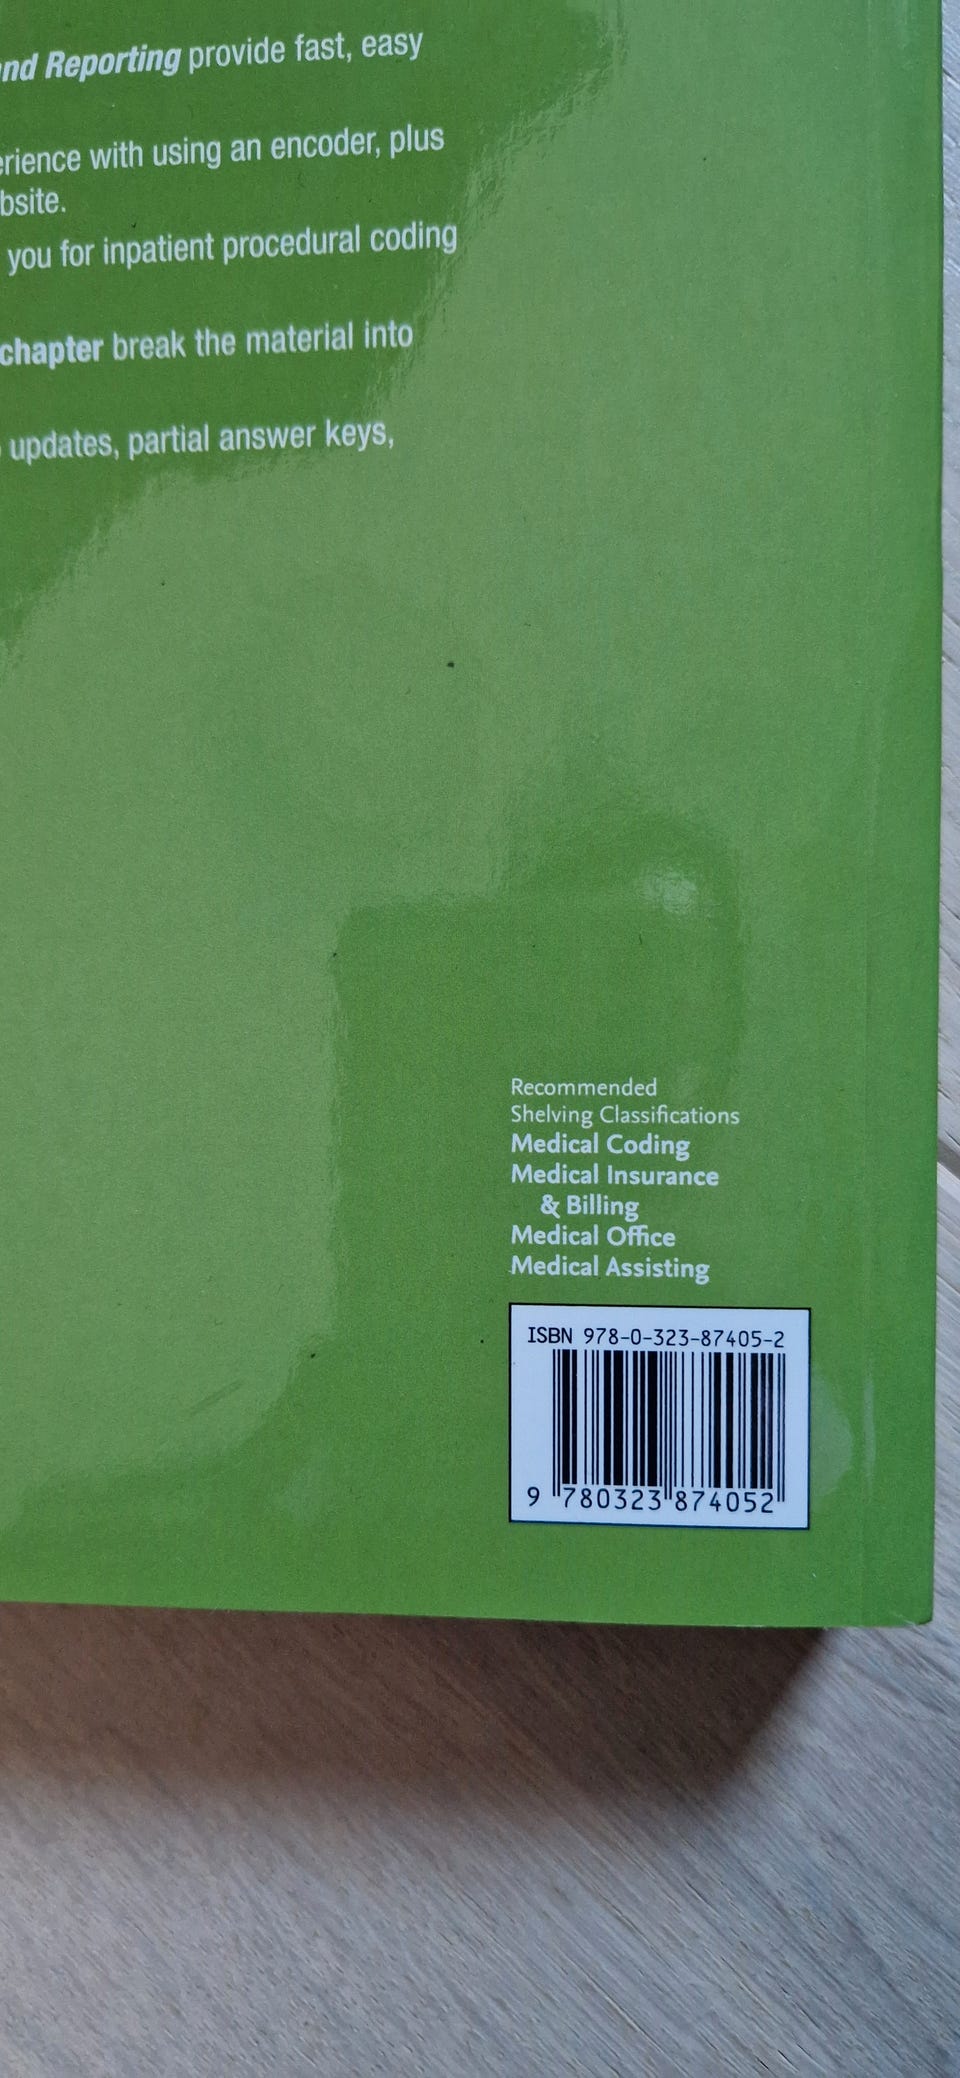 and Reporting provide fast, easy
erience with using an encoder, plus
bsite.
you for inpatient procedural coding
chapter break the material into
updates, partial answer keys,
Recommended
Shelving Classifications
Medical Coding
Medical Insurance
& Billing
Medical Office
Medical Assisting
ISBN 978-0-323-87405-2
9 780323 874052